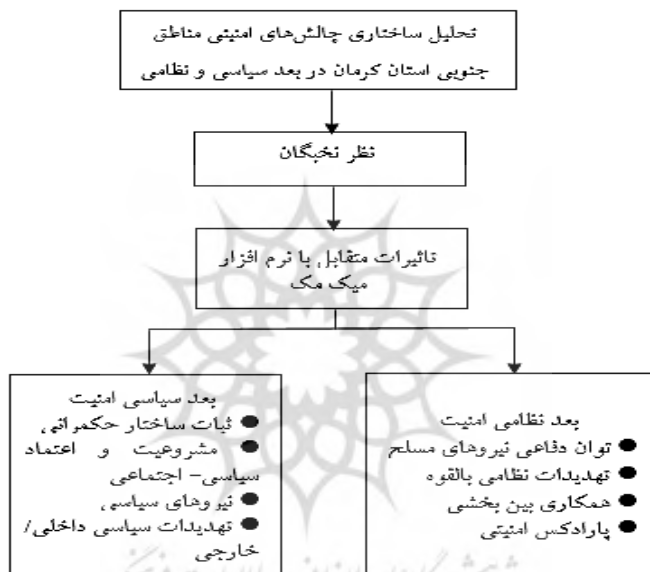 تحلیل ساختاری چالش‌های امنیتی مناطق
جنوبی استان کرمان در بعد سیاسی و نظامی
نظر نخبگان
تاثیرات متقابل با نرم افزار
میک مک
بعد نظامی امنیت
● توان دفاعی نیروهای مسلح
● تهدیدات نظامی بالقوه
● همکاری بین بخشی
● پارادکس امنیتی
بعد سیاسی امنیت
● ثبات ساختار حکمرانی
● مشروعیت و اعتماد
سیاسی- اجتماعی
● نیروهای سیاسی
● تهدیدات سیاسی داخلی/
خارجی